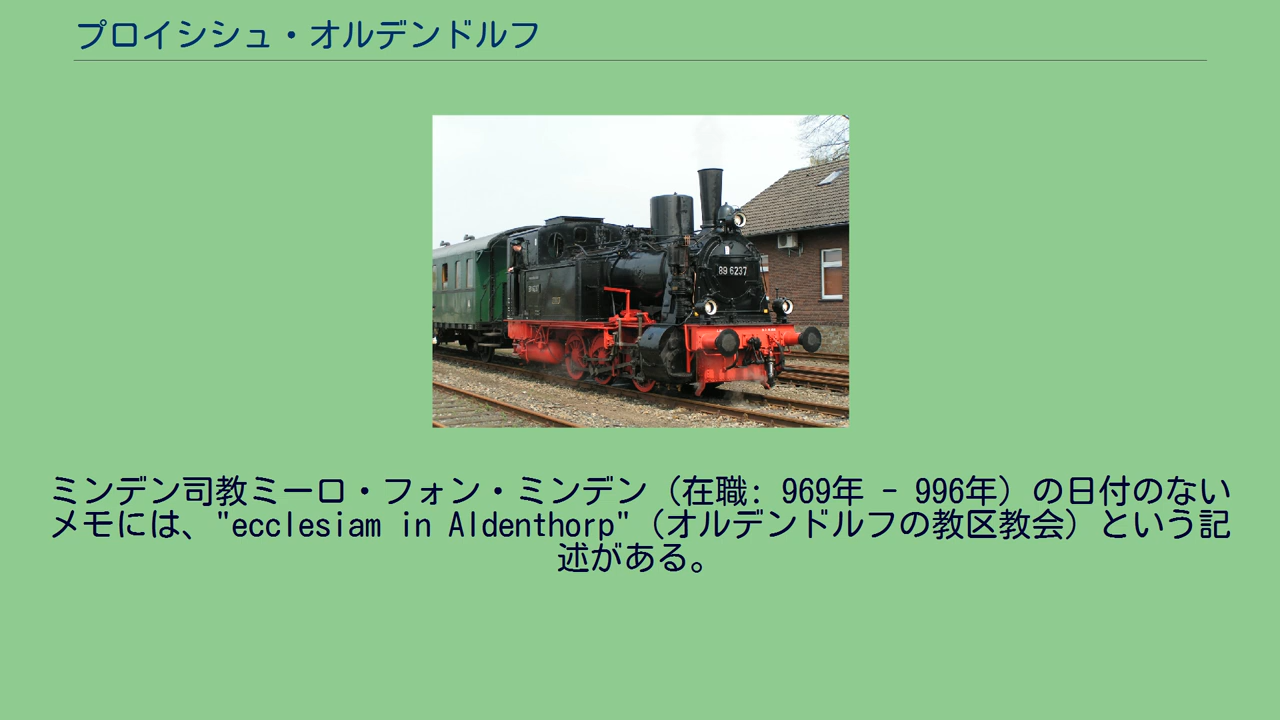 プロイシシュ・オルデンドルフ
89 6237
ミンデン司教ミーロ・フォン・ミンデン（在職: 969年 - 996年）の日付のない
メモには、"ecclesiam in Aldenthorp"（オルデンドルフの教区教会）という記
述がある。